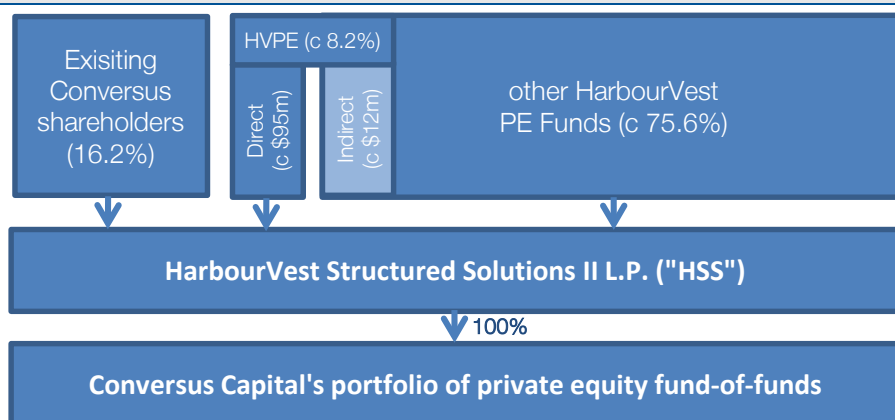 Exisiting
Conversus
shareholders
(16.2%)
HVPE (c 8.2%)
Direct
(c $95m)
Indirect
(c $12m)
other HarbourVest
PE Funds (c 75.6%)
HarbourVest Structured Solutions II L.P. ("HSS")
100%
Conversus Capital's portfolio of private equity fund-of-funds